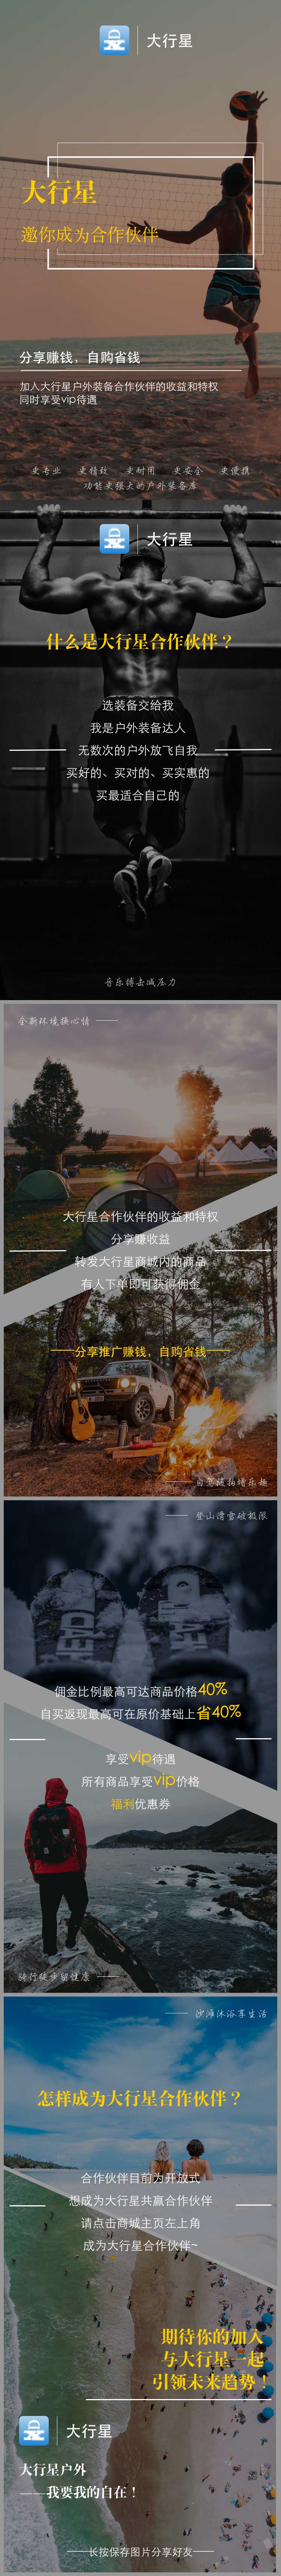 大行星
大行星
邀你成为合作伙伴
分享赚钱，自购省钱
加入大行星户外装备合作伙伴的收益和特权
同时享受vip待遇
更专业 更精致 更耐用 更安全 更便携
功能更强大的户外装备库
大行星
什么是大行星合作伙伴？
选装备交给我
我是户外装备达人
无数次的户外放飞自我
买好的、买对的、买实惠的
买最适合自己的
音乐搏击减压力
全新环境换心情
大行星合作伙伴的收益和特权
分享赚收益
转发大行星商城内的商品
有人下单即可获得佣金
分享推广赚钱，自购省钱
自驾跋拍增乐趣
登山滑雪破极限
佣金比例最高可达商品价格40%
自买返现最高可在原价基础上省40%
享受vip待遇
所有商品享受vip价格
福利优惠券
骑行徒步留健康
沙滩沐浴享生活
怎样成为大行星合作伙伴？
合作伙伴目前为开放式
想成为大行星共赢合作伙伴
请点击商城主页左上角
成为大行星合作伙伴~
期待你的加入
与大行星一起
引领未来趋势！
大行星
大行星户外
——我要我的自在！
长按保存图片分享好友